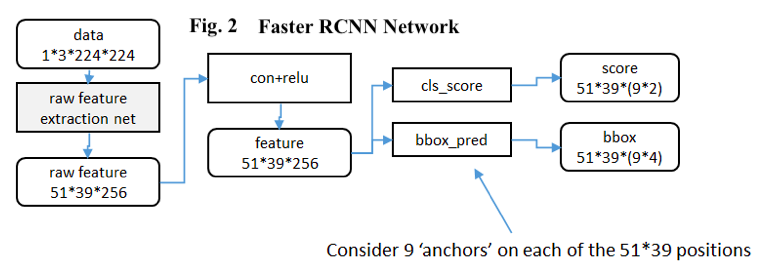 Fig. 2 Faster RCNN Network
data
1*3*224*224
raw feature
extraction net
raw feature
51*39*256
con+relu
feature
51*39*256
cls_score
bbox_pred
score
51*39*(9*2)
bbox
51*39*(9*4)
Consider 9 'anchors' on each of the 51*39 positions